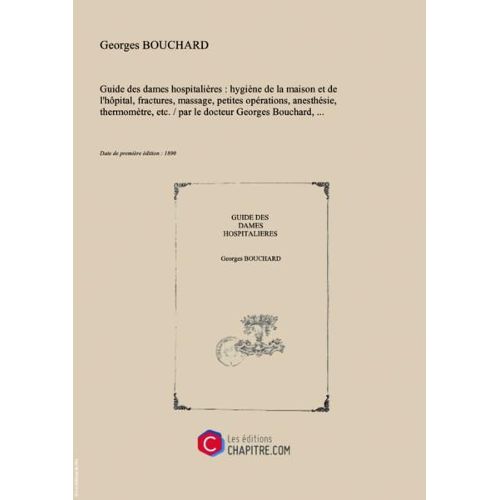 Georges BOUCHARD
Guide des dames hospitalières : hygiène de la maison et de
l'hôpital, fractures, massage, petites opérations, anesthésie,
thermomètre, etc. / par le docteur Georges Bouchard, ...
Date de première édition : 1890
GUIDE DES
DAMES
HOSPITALIERES
Georges BOUCHARD
Les éditions
CHAPITRE.COM